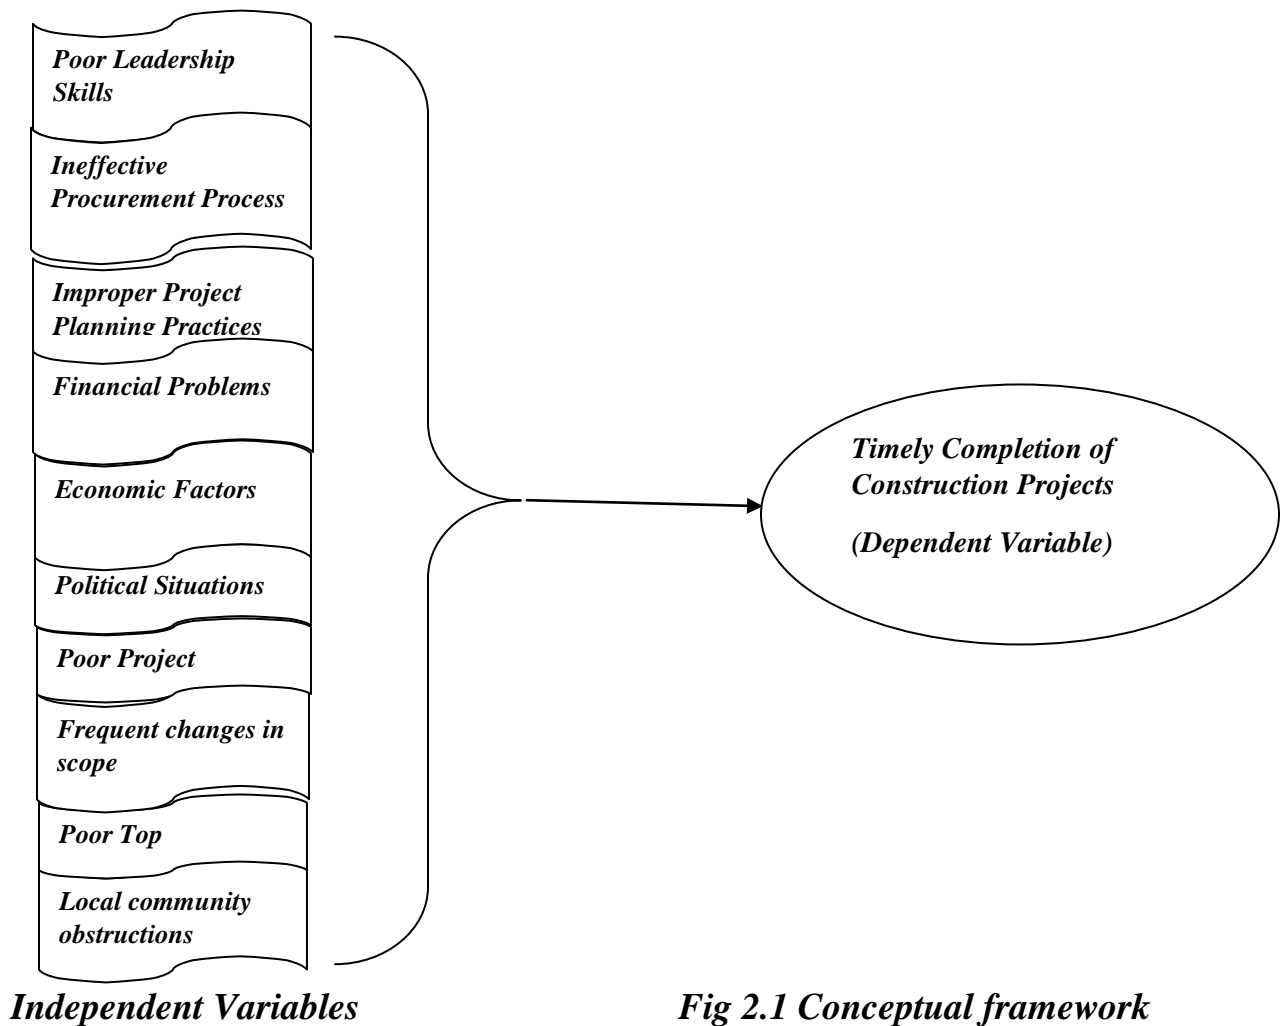 Poor Leadership
Skills
Ineffective
Procurement Process
Improper Project
Planning Practices
Financial Problems
Economic Factors
Political Situations
Poor Project
Frequent changes in
scope
Poor Top
Local community
obstructions
Timely Completion of
Construction Projects
(Dependent Variable)
Independent Variables
Fig 2.1 Conceptual framework